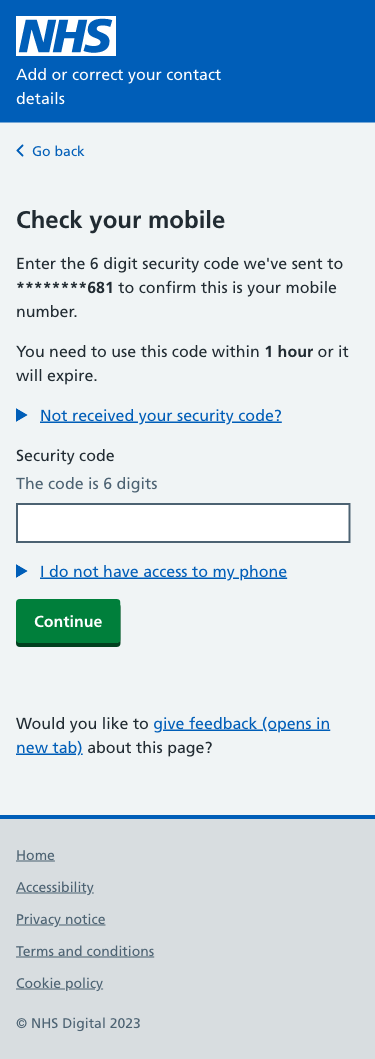 NHS
Add or correct your contact
details
Go back
Check your mobile
Enter the 6 digit security code we've sent to
********681 to confirm this is your mobile
number.
You need to use this code within 1 hour or it
will expire.
Not received your security code?
Security code
The code is 6 digits
I do not have access to my phone
Continue
Would you like to give feedback (opens in
new tab) about this page?
Home
Accessibility
Privacy notice
Terms and conditions
Cookie policy
© NHS Digital 2023